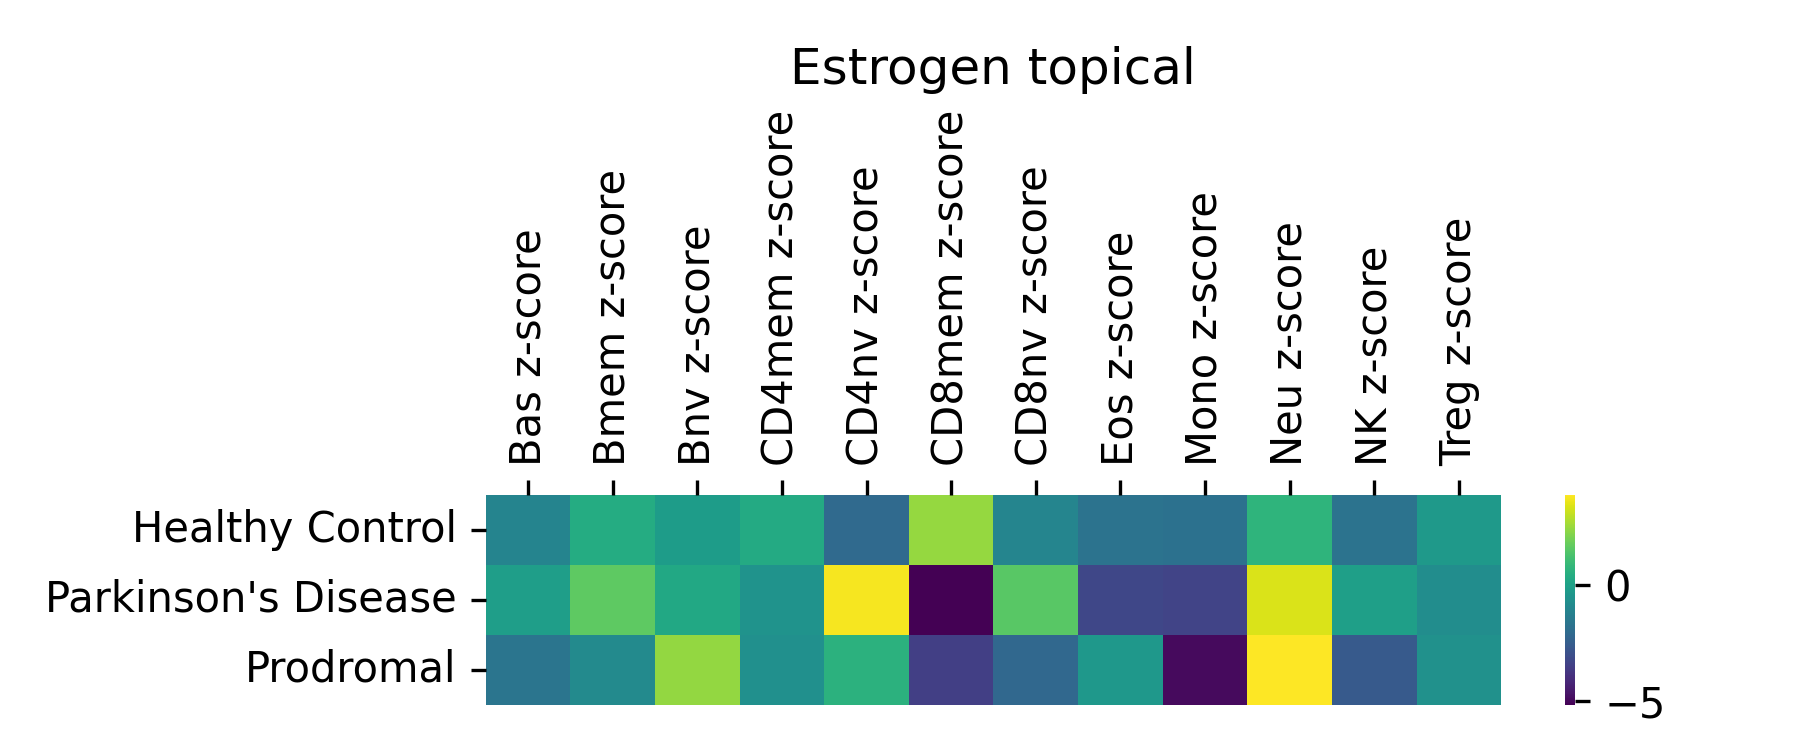 Estrogen topical
Bas z-score
Bmem z-score
Bnv z-score
CD4mem z-score
CD4nv z-score
CD8mem z-score
CD8nv z-score
Eos z-score
Mono z-score
Neu z-score
NK z-score
Treg z-score
Healthy Control
Parkinson's Disease
Prodromal
0
−5